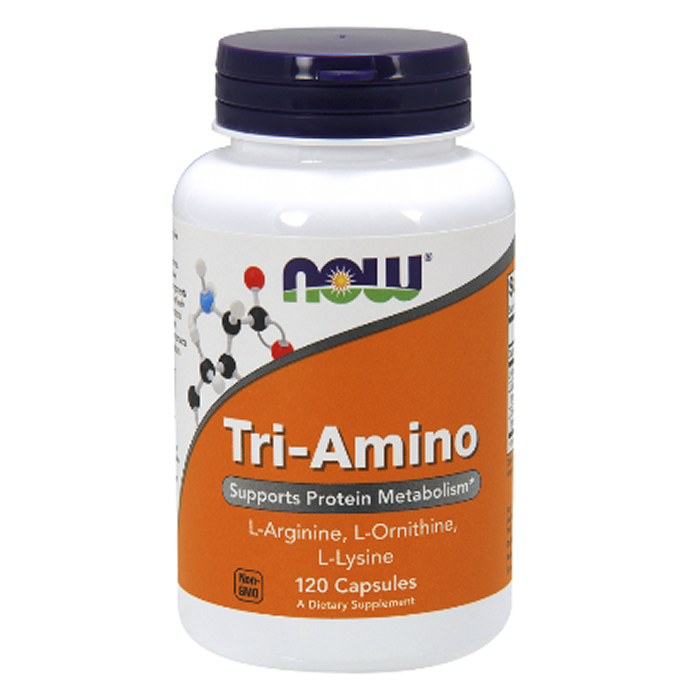 NOW®
Tri-Amino
Supports Protein Metabolism*
L-Arginine, L-Ornithine,
L-Lysine
120 Capsules
A Dietary Supplement
Non-
GMO